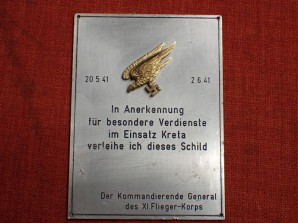 20 5 41 2 6.41
In Anerkennung
für besondere Verdienste
im Einsatz Kreta
verleihe ich dieses Schild
Der Kommandierende General
des XI.Flieger-Korps